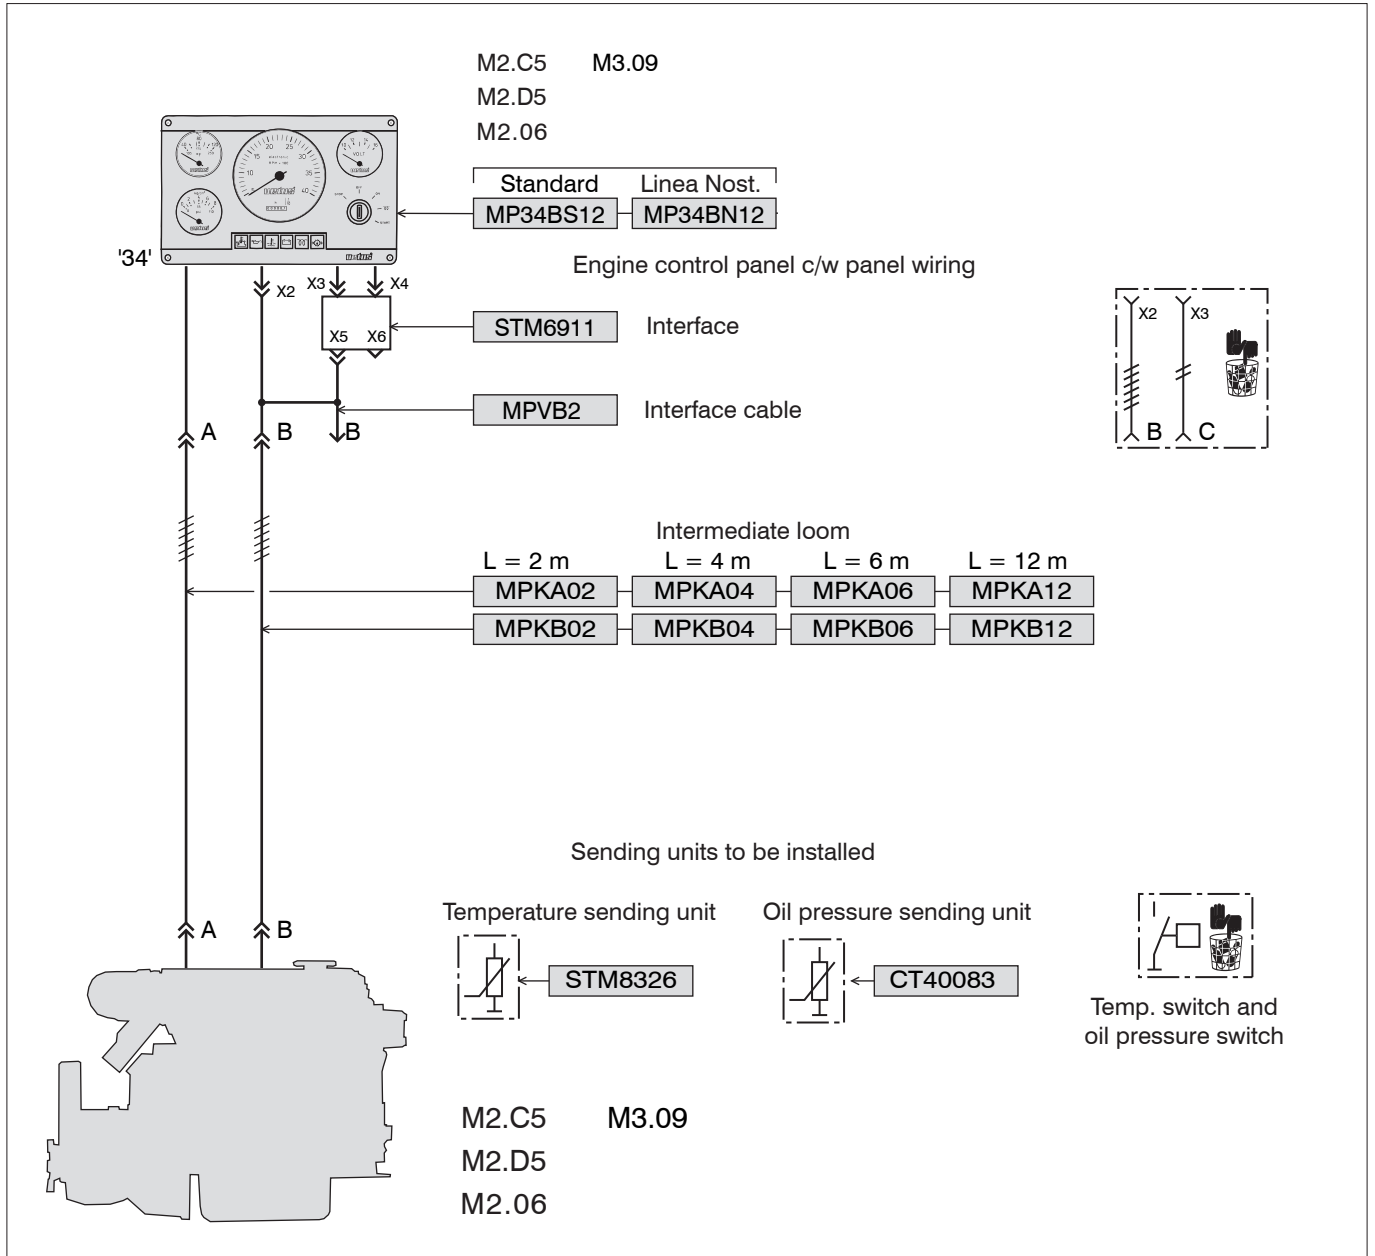 M2.C5 M3.09
M2.D5
M2.06
Standard Linea Nost.
MP34BS12 MP34BN12
'34'
Engine control panel c/w panel wiring
X2 X3 X4
STM6911 Interface
X5 X6
MPVB2 Interface cable
A B B
X2 X3
B C
Intermediate loom
L = 2 m L = 4 m L = 6 m L = 12 m
MPKA02 MPKA04 MPKA06 MPKA12
MPKB02 MPKB04 MPKB06 MPKB12
Sending units to be installed
Temperature sending unit Oil pressure sending unit
A B
STM8326 CT40083
Temp. switch and
oil pressure switch
M2.C5 M3.09
M2.D5
M2.06